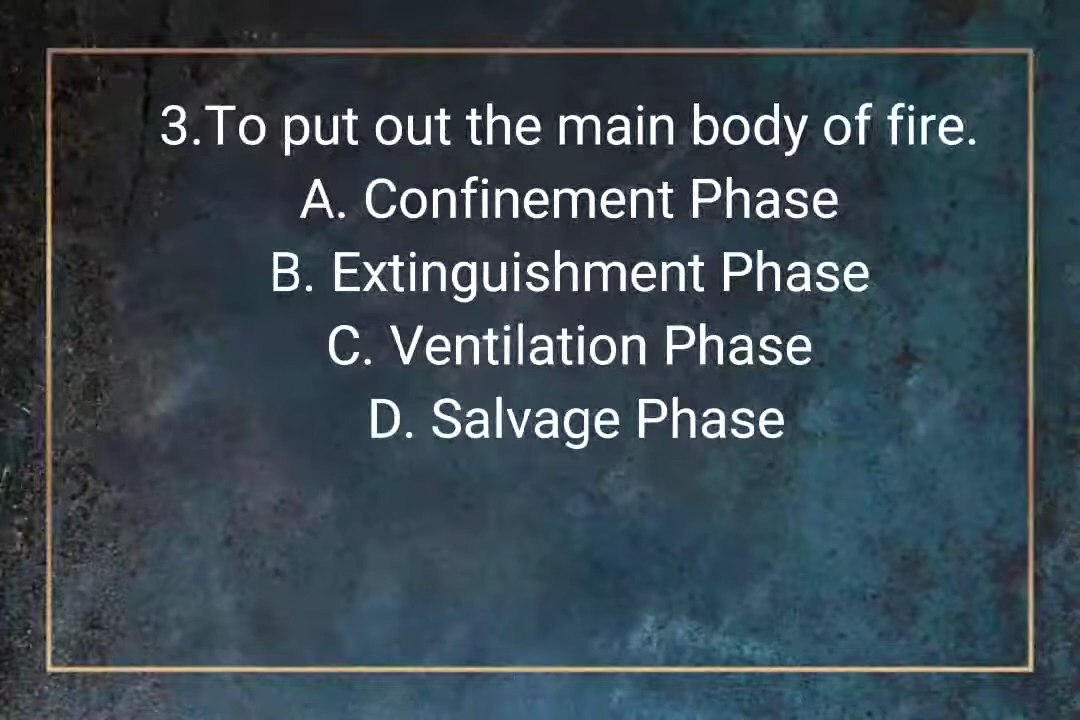 3.To put out the main body of fire.
A. Confinement Phase
B. Extinguishment Phase
C. Ventilation Phase
D. Salvage Phase